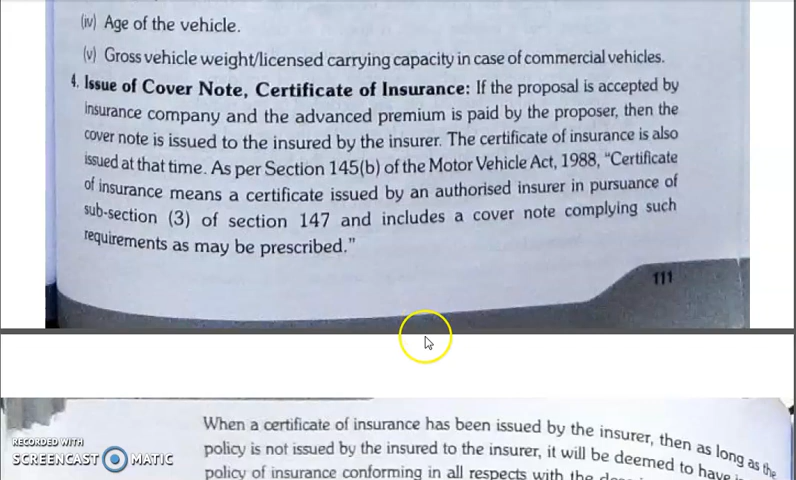 (iv) Age of the vehicle.
(v) Gross vehicle weight/licensed carrying capacity in case of commercial vehicles.
4. Issue of Cover Note, Certificate of Insurance: If the proposal is accepted by
insurance company and the advanced premium is paid by the proposer, then the
cover note is issued to the insured by the insurer. The certificate of insurance is also
issued at that time. As per Section 145(b) of the Motor Vehicle Act, 1988, “Certificate
of insurance means a certificate issued by an authorised insurer in pursuance of
sub-section (3) of section 147 and includes a cover note complying such
requirements as may be prescribed.”
111
When a certificate of insurance has been issued by the insurer, then as long as the
policy is not issued by the insured to the insurer, it will be deemed to have
policy of insurance conforming in all respects with the
RECORDED WITH
SCREENCAST MATIC